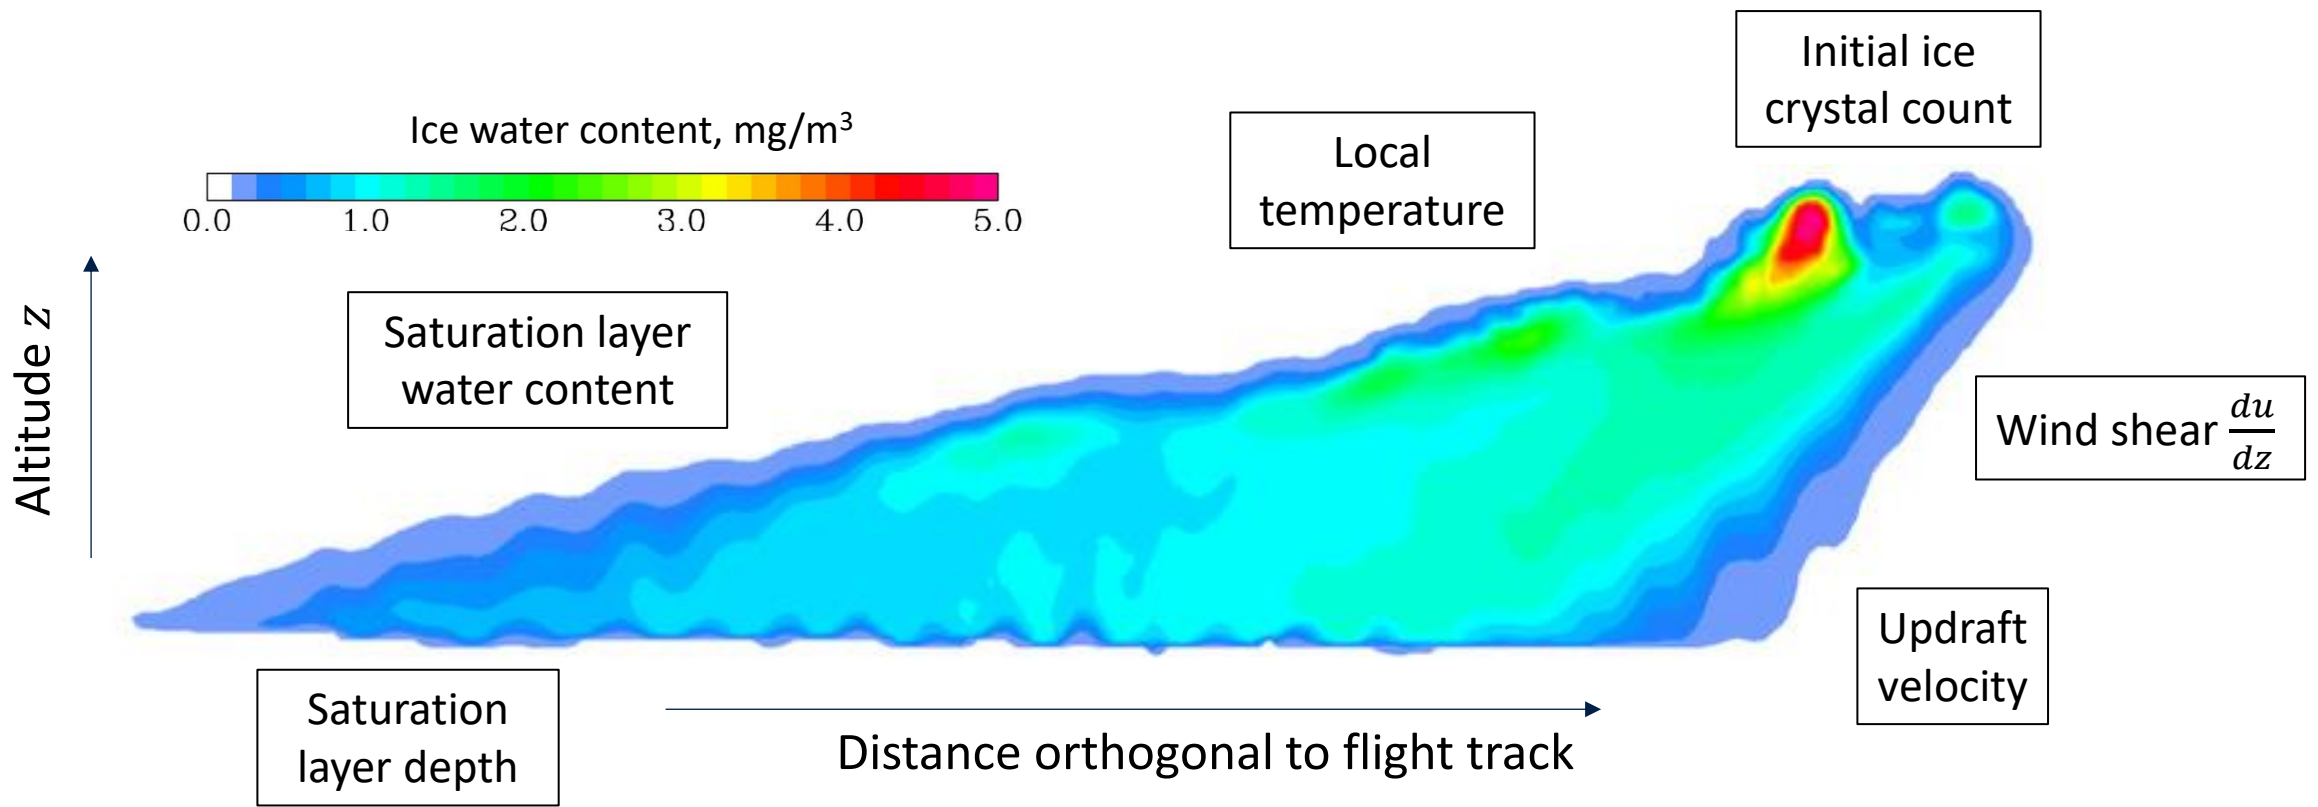 Initial ice
crystal count
Ice water content, mg/m³
0.0 1.0 2.0 3.0 4.0 5.0
Local
temperature
Altitude z
Saturation layer
water content
Wind shear du/dz
Updraft
velocity
Saturation
layer depth
Distance orthogonal to flight track